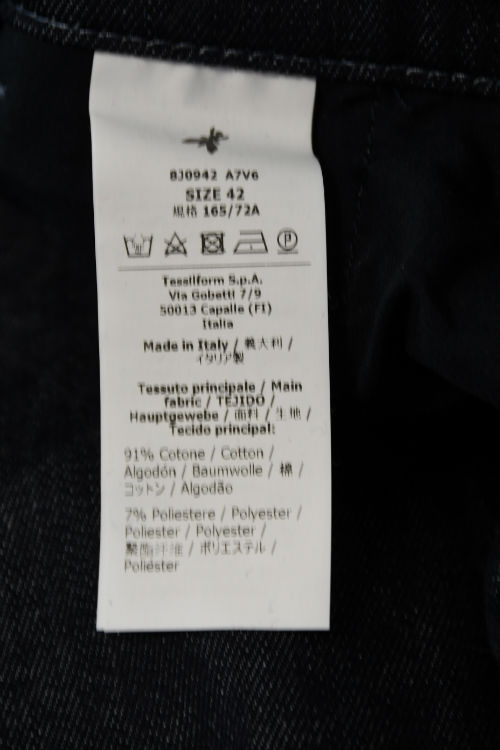 8J0942 A7V6
SIZE 42
規格 165/72A
Tessilform S.p.A.
Via Gobetti 7/9
50013 Capalle (FI)
Italia
Made in Italy / 義大利 /
イタリア製
Tessuto principale / Main
fabric / TEJIDO /
Hauptgewebe / 面料 / 生地 /
Tecido principal:
91% Cotone / Cotton /
Algodón / Baumwolle / 棉 /
コットン / Algodão
7% Poliestere / Polyester /
Poliester / Polyester /
聚酯纤维 / ポリエステル /
Poliéster